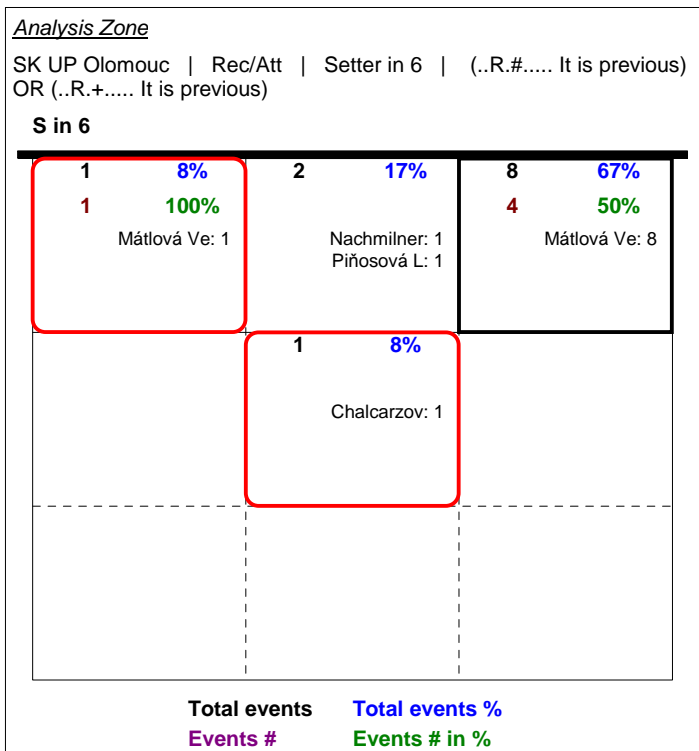 Analysis Zone
SK UP Olomouc | Rec/Att | Setter in 6 | (..R.#..... It is previous)
OR (..R.+..... It is previous)
S in 6
1 8% 2 17% 8 67%
1 100% 4 50%
Mátlová Ve: 1 Nachmilner: 1 Mátlová Ve: 8
Piňosová L: 1
1 8%
Chalcarzov: 1
Total events Total events %
Events # Events # in %